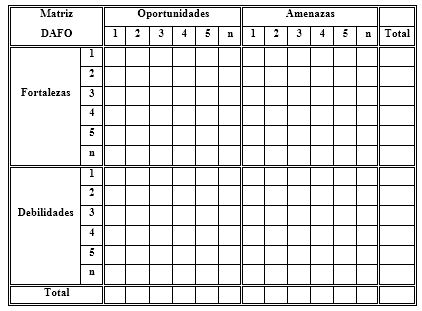 Matriz Oportunidades Amenazas
DAFO 1 2 3 4 5 n 1 2 3 4 5 n Total
1
2
Fortalezas 3
4
5
n
1
2
Debilidades 3
4
5
n
Total